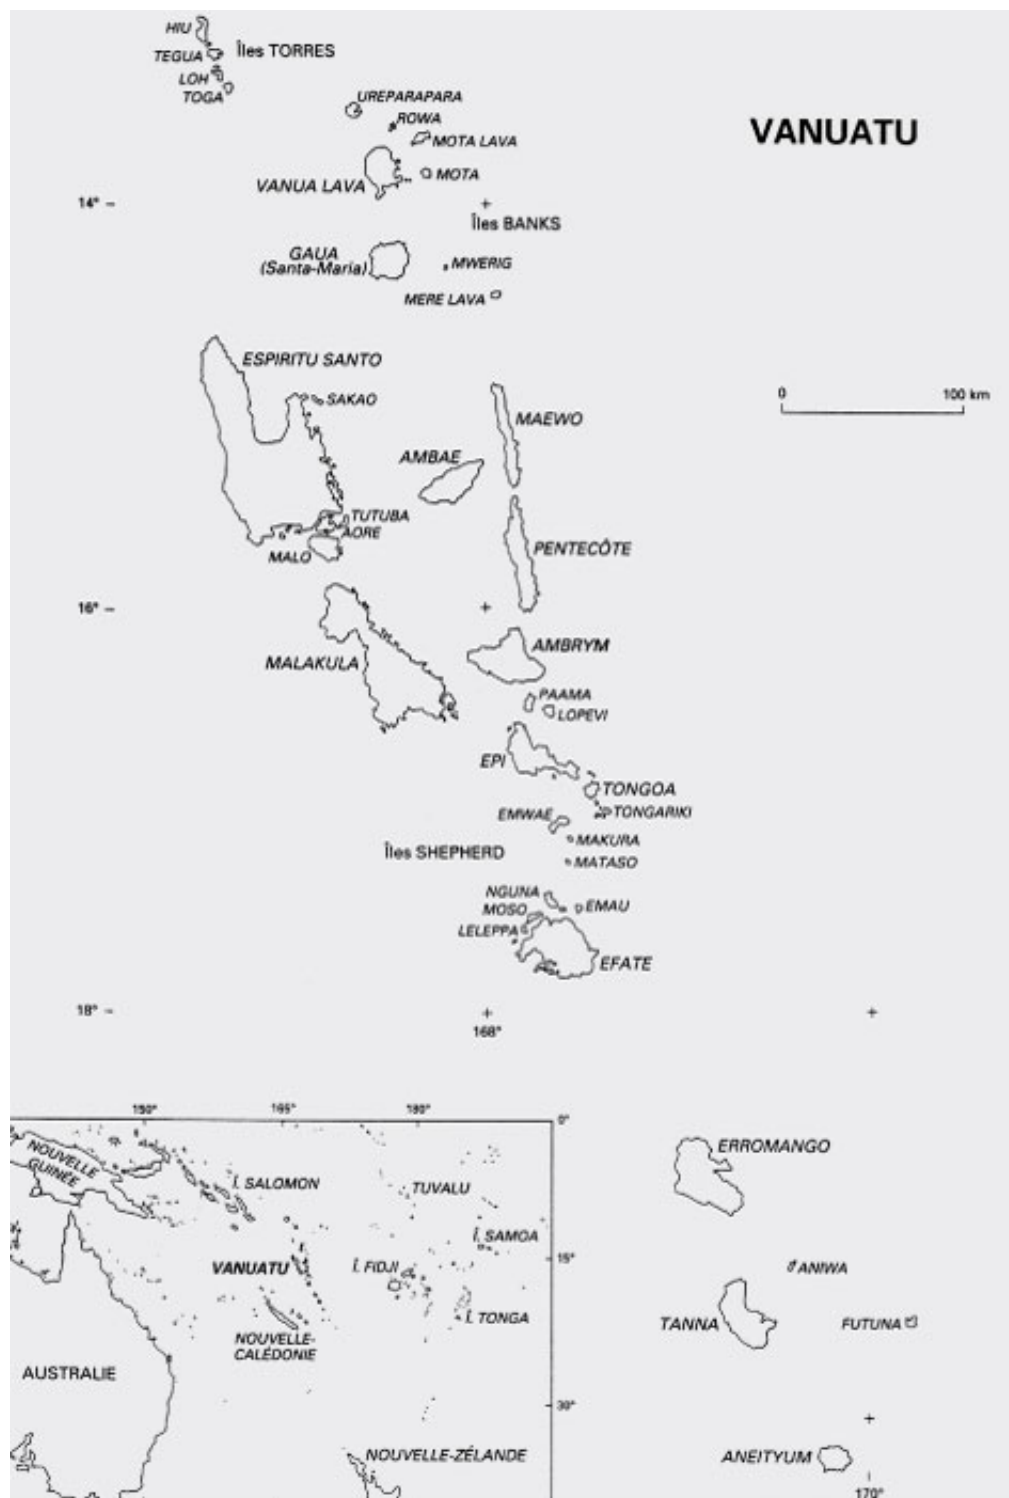 HIU
TEGUA
Îles TORRES
LOH
TOGA
UREPARAPARA
ROWA
MOTA LAVA
VANUATU
VANUA LAVA
MOTA
14°
Îles BANKS
GAUA
(Santa-Maria)
MWERIG
MERE LAVA
ESPIRITU SANTO
SAKAO
0
100 km
MAEWO
AMBAE
TUTUBA
AORE
MALO
PENTECÔTE
16°
AMBRYM
MALAKULA
PAAMA
LOPEVI
EPI
TONGOA
EMWAE
TONGARIKI
MAKURA
Îles SHEPHERD
MATASO
NGUNA
MOSO
EMAU
LELEPPA
EFATE
18°
168°
150°
165°
180°
0°
NOUVELLE
GUINÉE
Î. SALOMON
TUVALU
Î. SAMOA
VANUATU
Î. FIDJI
15°
Î. TONGA
NOUVELLE-
CALÉDONIE
AUSTRALIE
30°
NOUVELLE-ZÉLANDE
ERROMANGO
ANIWA
TANNA
FUTUNA
ANEITYUM
170°